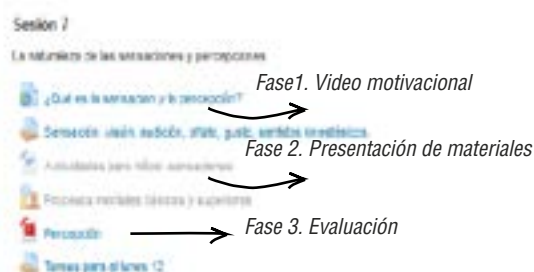 Sesion 7
La naturaleza de las sensaciones y percepciones
¿Qué es la sensacion y la percepción?
Fase1. Video motivacional
Sensación visión audición, olfato, gusto, sentidos
Fase 2. Presentación de materiales
Actividades para niños: sensaciones
Procesos mentales básicos y superiores
Percepción
Fase 3. Evaluación
Tareas para el lunes 12